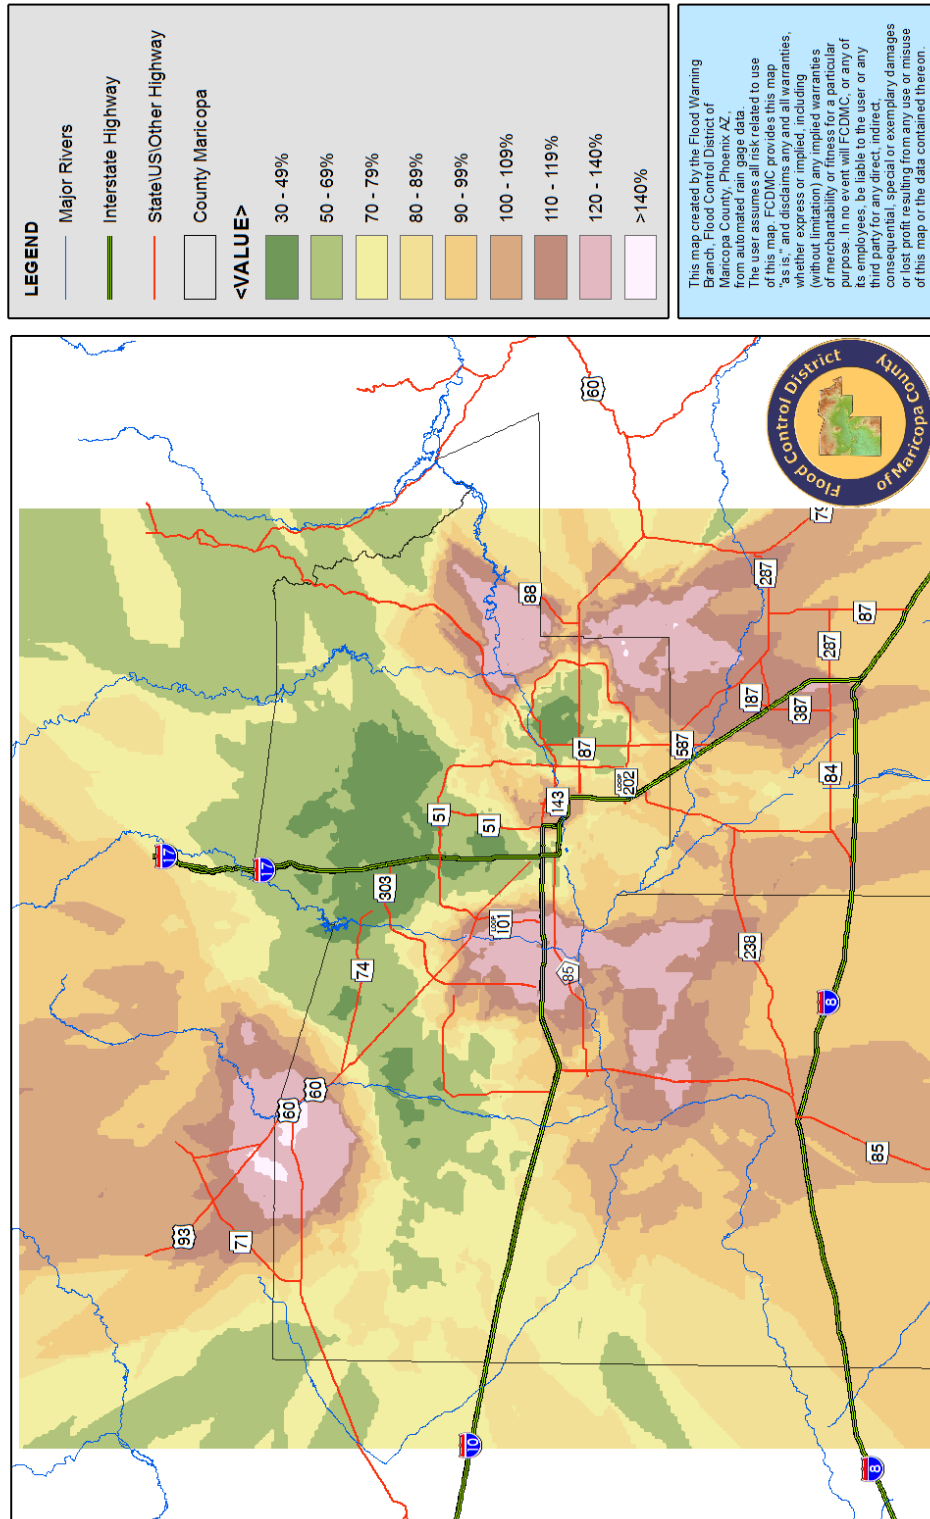 LEGEND
Major Rivers
Interstate Highway
State\US\Other Highway
County Maricopa
<VALUE>
30 - 49%
50 - 69%
70 - 79%
80 - 89%
90 - 99%
100 - 109%
110 - 119%
120 - 140%
>140%
This map created by the Flood Warning
Branch, Flood Control District of
Maricopa County, Phoenix AZ,
from automated rain gage data.
The user assumes all risk related to use
of this map. FCDMC provides this map
"as is," and disclaims any and all warranties,
whether express or implied, including
(without limitation) any implied warranties
of merchantability or fitness for a particular
purpose. In no event will FCDMC, or any of
its employees, be liable to the user or any
third party for any direct, indirect,
consequential, special or exemplary damages
or lost profit resulting from any use or misuse
of this map or the data contained thereon.
17
17
93
71
60
60
74
303
51
51
LOOP
101
10
85
143
87
LOOP
202
88
60
587
187
387
287
287
87
79
84
238
8
8
85
Flood Control District
of Maricopa County